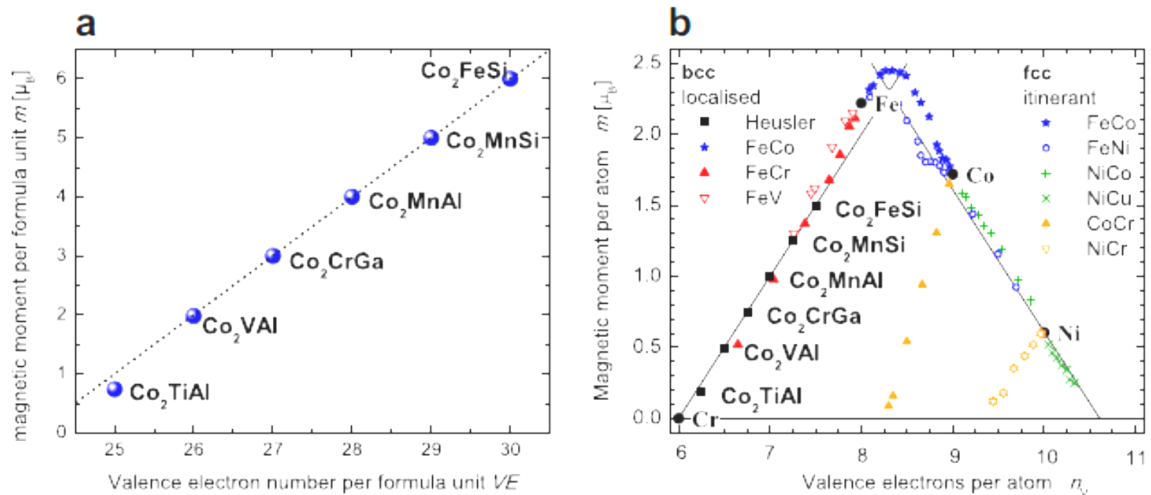 a
magnetic moment per formula unit m [μB]
6
5
4
3
2
1
0
Co2FeSi
Co2MnSi
Co2MnAl
Co2CrGa
Co2VAl
Co2TiAl
25 26 27 28 29 30
Valence electron number per formula unit VE
b
Magnetic moment per atom m [μB]
2.5
2.0
1.5
1.0
0.5
0.0
bcc
localised
Heusler
FeCo
FeCr
FeV
fcc
itinerant
FeCo
FeNi
NiCo
NiCu
CoCr
NiCr
Fe
Co
Co2FeSi
Co2MnSi
Co2MnAl
Co2CrGa
Co2VAl
Co2TiAl
Ni
Cr
6 7 8 9 10 11
Valence electrons per atom nv